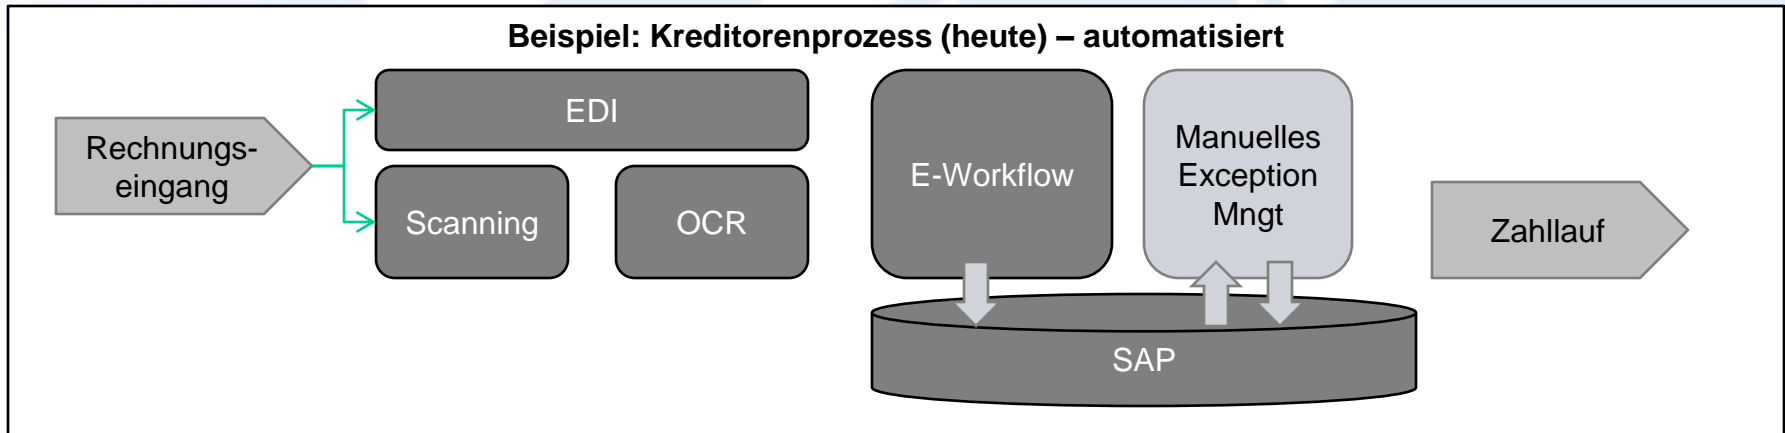 Beispiel: Kreditorenprozess (heute) – automatisiert
Rechnungs-
eingang
EDI
Scanning
OCR
E-Workflow
Manuelles
Exception
Mngt
Zahllauf
SAP